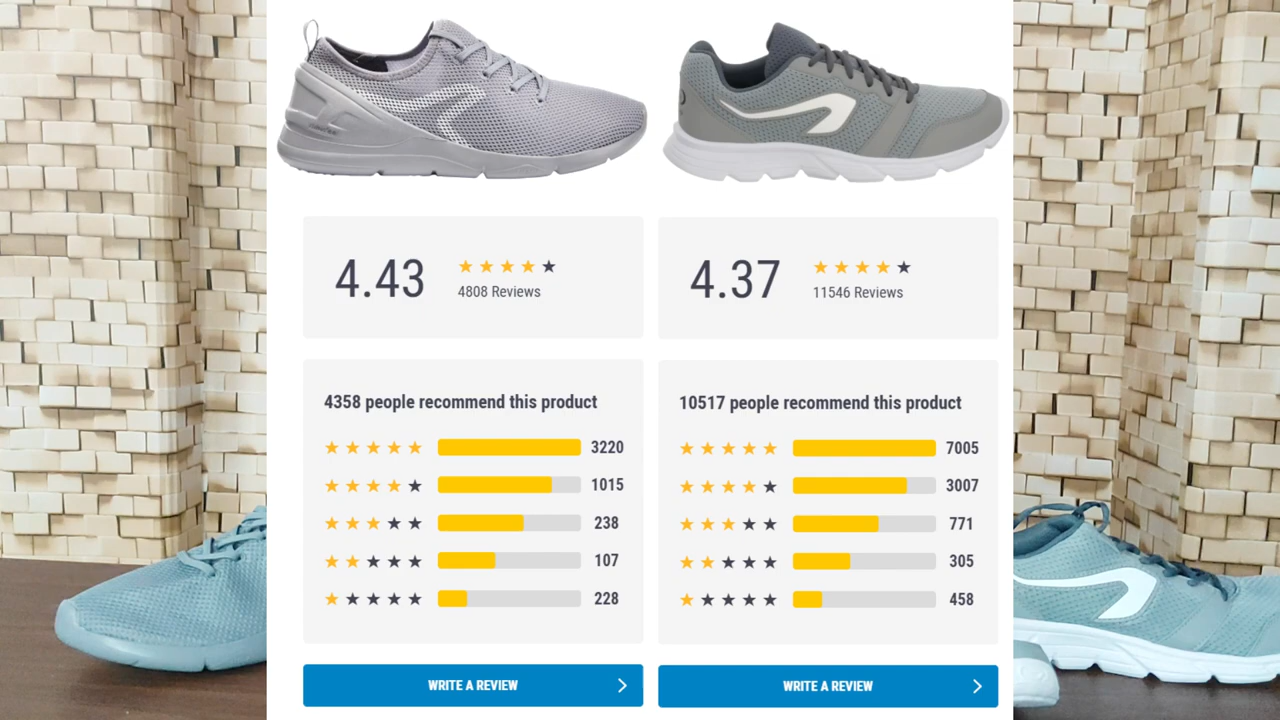 4.43
4808 Reviews
4358 people recommend this product
3220
1015
238
107
228
WRITE A REVIEW
4.37
11546 Reviews
10517 people recommend this product
7005
3007
771
305
458
WRITE A REVIEW